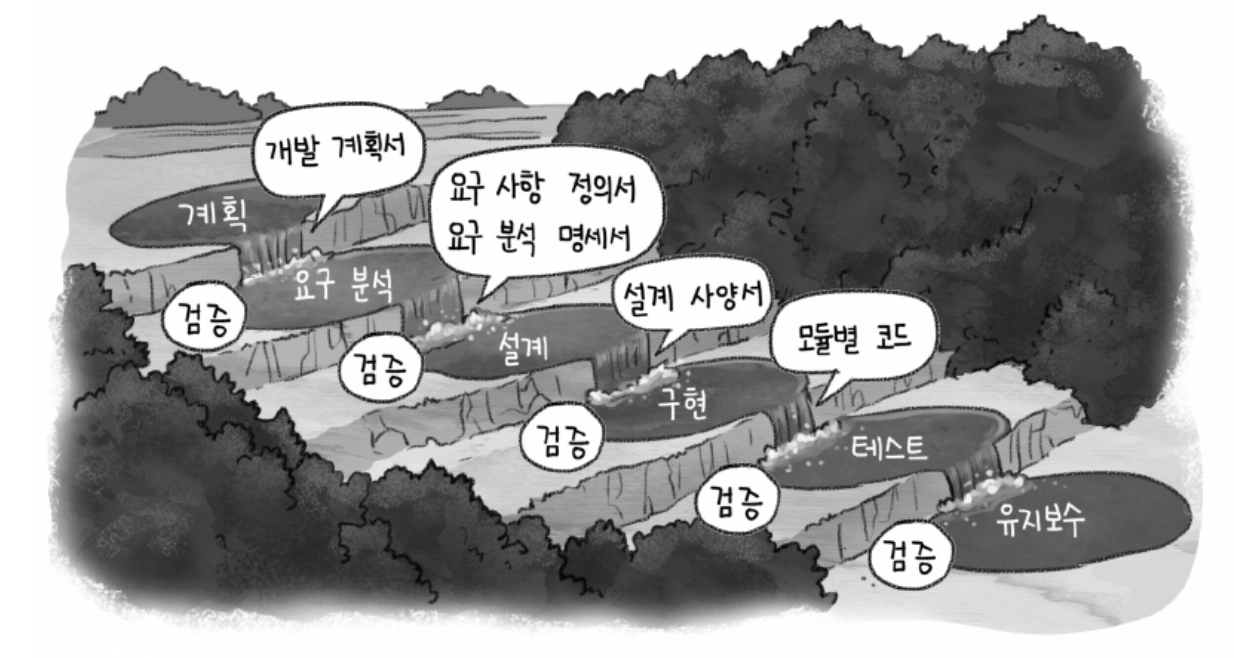 개발 계획서
계획
요구 사항 정의서
요구 분석 명세서
요구 분석
검증
설계 사양서
설계
검증
모듈별 코드
구현
검증
테스트
검증
유지보수
검증